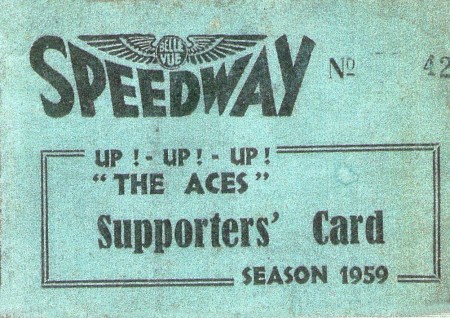 BELLE
VUE
SPEEDWAY
No 42
UP! - UP! - UP!
"THE ACES"
Supporters' Card
SEASON 1959